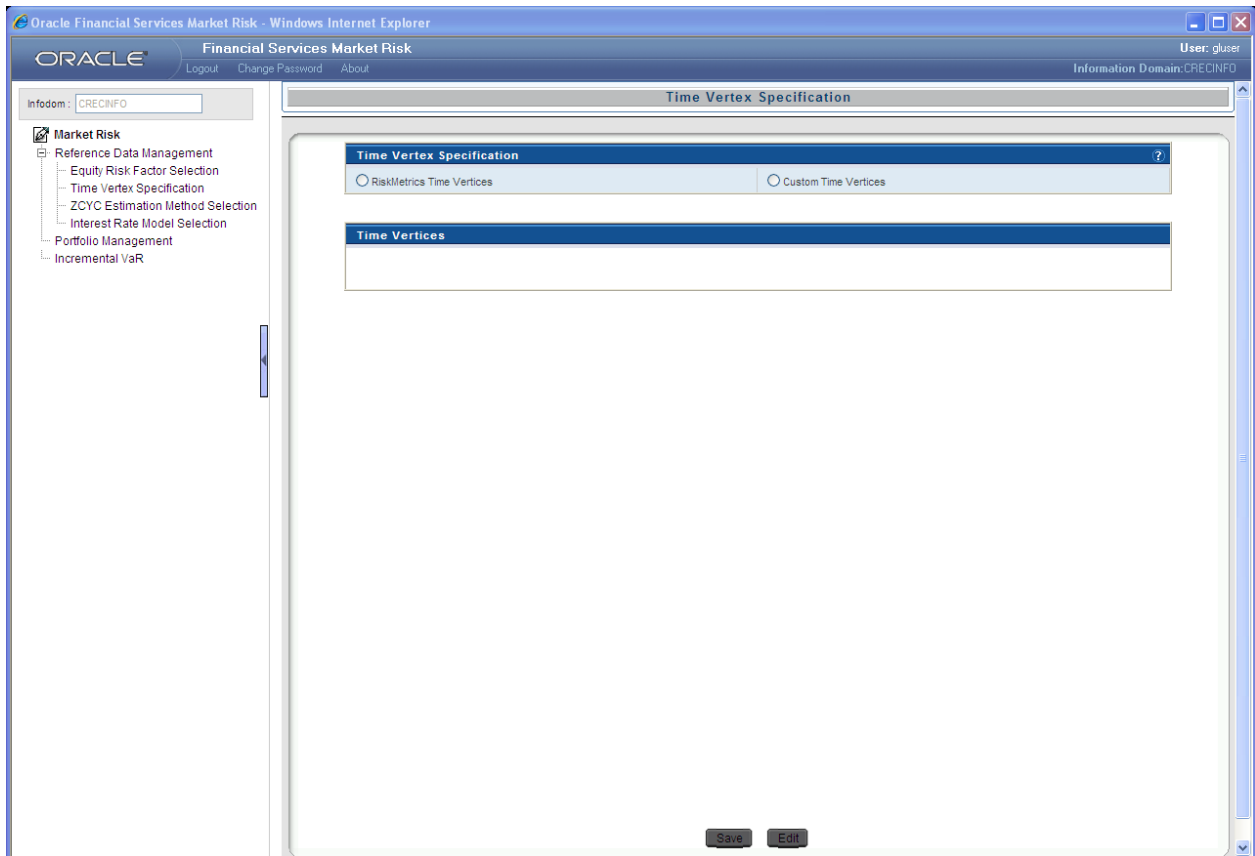 Oracle Financial Services Market Risk - Windows Internet Explorer
ORACLE
Financial Services Market Risk
User: gluser
Logout Change Password About
Information Domain:CRECINFO
Infodom : CRECINFO
Time Vertex Specification
Market Risk
Reference Data Management
Equity Risk Factor Selection
Time Vertex Specification
ZCYC Estimation Method Selection
Interest Rate Model Selection
Portfolio Management
Incremental VaR
Time Vertex Specification ?
RiskMetrics Time Vertices
Custom Time Vertices
Time Vertices
Save Edit